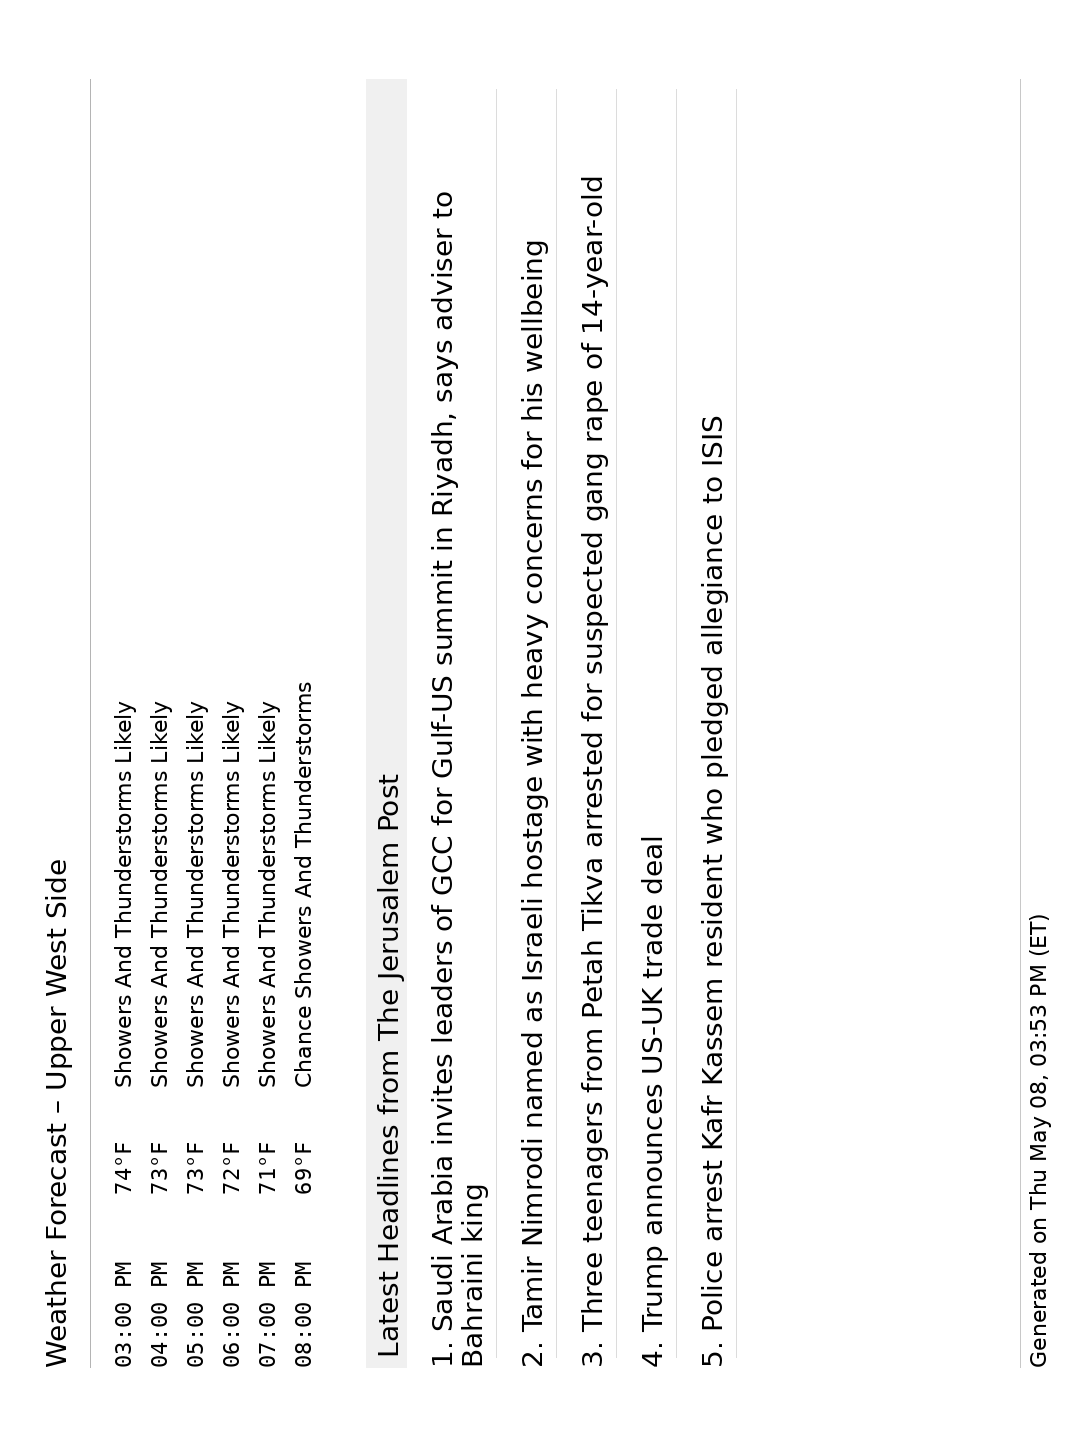 Weather Forecast – Upper West Side
03:00 PM 74°F Showers And Thunderstorms Likely
04:00 PM 73°F Showers And Thunderstorms Likely
05:00 PM 73°F Showers And Thunderstorms Likely
06:00 PM 72°F Showers And Thunderstorms Likely
07:00 PM 71°F Showers And Thunderstorms Likely
08:00 PM 69°F Chance Showers And Thunderstorms
Latest Headlines from The Jerusalem Post
1. Saudi Arabia invites leaders of GCC for Gulf-US summit in Riyadh, says adviser to
Bahraini king
2. Tamir Nimrodi named as Israeli hostage with heavy concerns for his wellbeing
3. Three teenagers from Petah Tikva arrested for suspected gang rape of 14-year-old
4. Trump announces US-UK trade deal
5. Police arrest Kafr Kassem resident who pledged allegiance to ISIS
Generated on Thu May 08, 03:53 PM (ET)